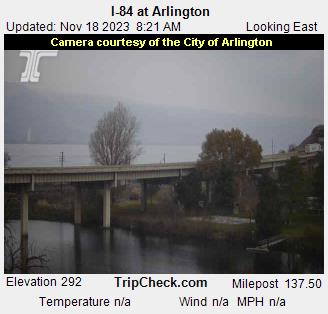 I-84 at Arlington
Updated: Nov 18 2023 8:21 AM Looking East
Camera courtesy of the City of Arlington
Elevation 292 TripCheck.com Milepost 137.50
Temperature n/a Wind n/a MPH n/a